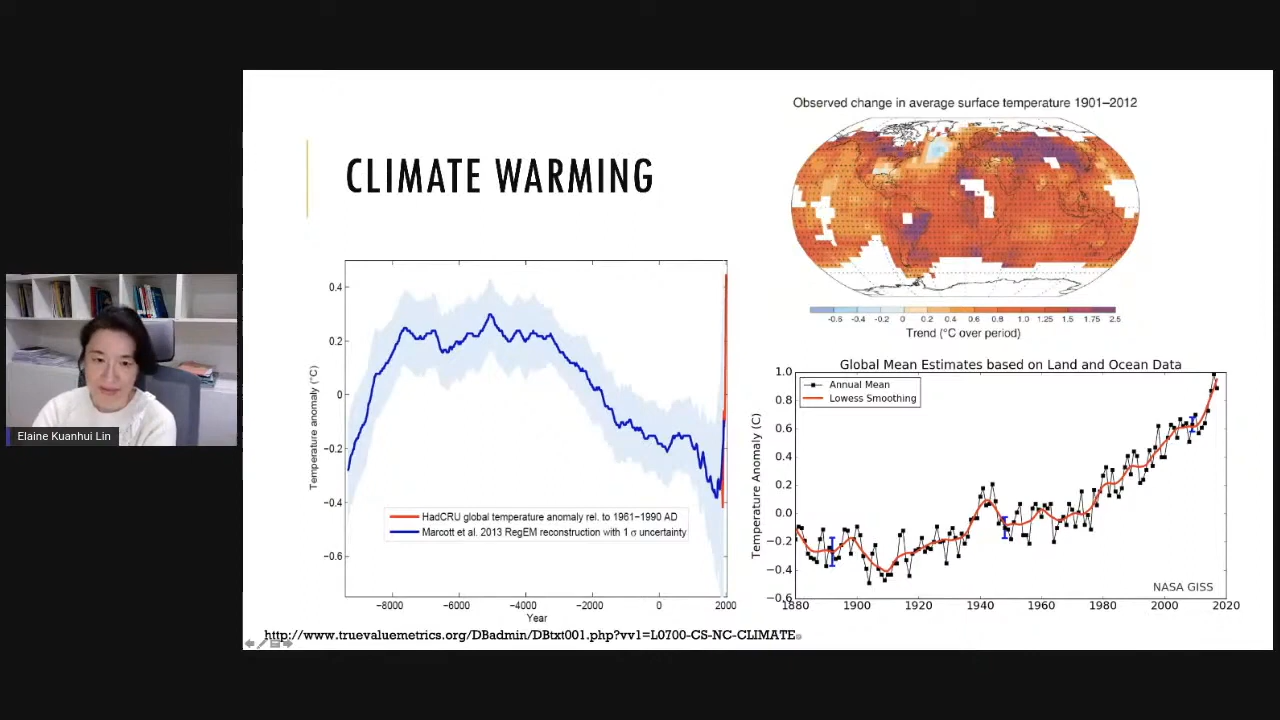 CLIMATE WARMING
Observed change in average surface temperature 1901–2012
-0.6 -0.4 -0.2 0 0.2 0.4 0.6 0.8 1.0 1.25 1.5 1.75 2.5
Trend (°C over period)
Elaine Kuanhui Lin
Temperature anomaly (°C)
0.4
0.2
0
−0.2
−0.4
−0.6
HadCRU global temperature anomaly rel. to 1961−1990 AD
Marcott et al. 2013 RegEM reconstruction with 1 σ uncertainty
−8000 −6000 −4000 −2000 0 2000
Year
Global Mean Estimates based on Land and Ocean Data
Annual Mean
Lowess Smoothing
Temperature Anomaly (C)
1.0
0.8
0.6
0.4
0.2
0.0
−0.2
−0.4
−0.6
NASA GISS
1880 1900 1920 1940 1960 1980 2000 2020
http://www.truevaluemetrics.org/DBadmin/DBtxt001.php?vv1=L0700-CS-NC-CLIMATE